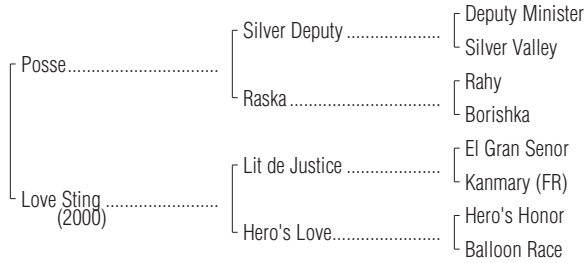 Deputy Minister
Silver Deputy ....................
Silver Valley
Posse................................
Rahy
Raska ................................
Borishka
El Gran Senor
Lit de Justice ....................
Kanmary (FR)
Love Sting ........................
(2000)
Hero's Honor
Hero's Love.......................
Balloon Race